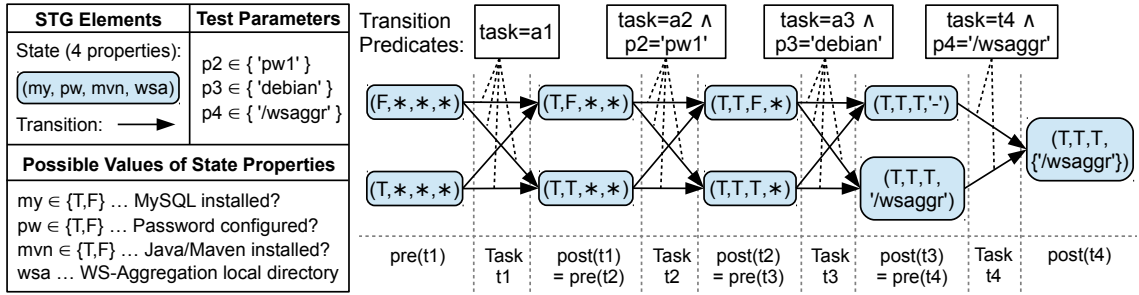 STG Elements
State (4 properties):
(my, pw, mvn, wsa)
Transition:
Test Parameters
p2 ∈ { 'pw1' }
p3 ∈ { 'debian' }
p4 ∈ { '/wsaggr' }
Possible Values of State Properties
my ∈ {T,F} ... MySQL installed?
pw ∈ {T,F} ... Password configured?
mvn ∈ {T,F} ... Java/Maven installed?
wsa ... WS-Aggregation local directory
Transition
Predicates:
task=a1
task=a2 ∧
p2='pw1'
task=a3 ∧
p3='debian'
task=t4 ∧
p4='/wsaggr'
(F,∗,∗,∗)
(T,F,∗,∗)
(T,T,F,∗)
(T,T,T,'-')
(T,∗,∗,∗)
(T,T,∗,∗)
(T,T,T,∗)
(T,T,T,
'/wsaggr')
(T,T,T,
{'/wsaggr'})
pre(t1)
Task
t1
post(t1)
= pre(t2)
Task
t2
post(t2)
= pre(t3)
Task
t3
post(t3)
= pre(t4)
Task
t4
post(t4)